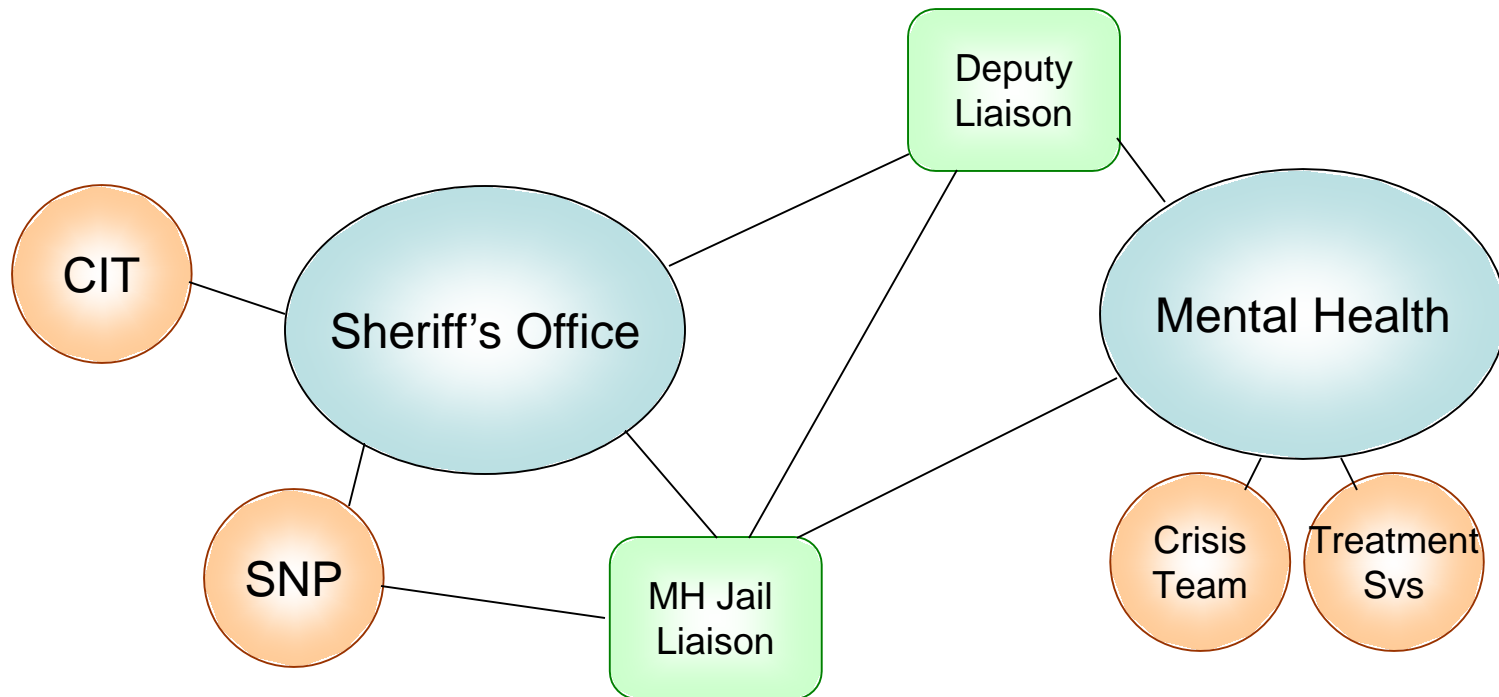 Deputy
Liaison
CIT
Sheriff’s Office
Mental Health
SNP
MH Jail
Liaison
Crisis
Team
Treatment
Svs